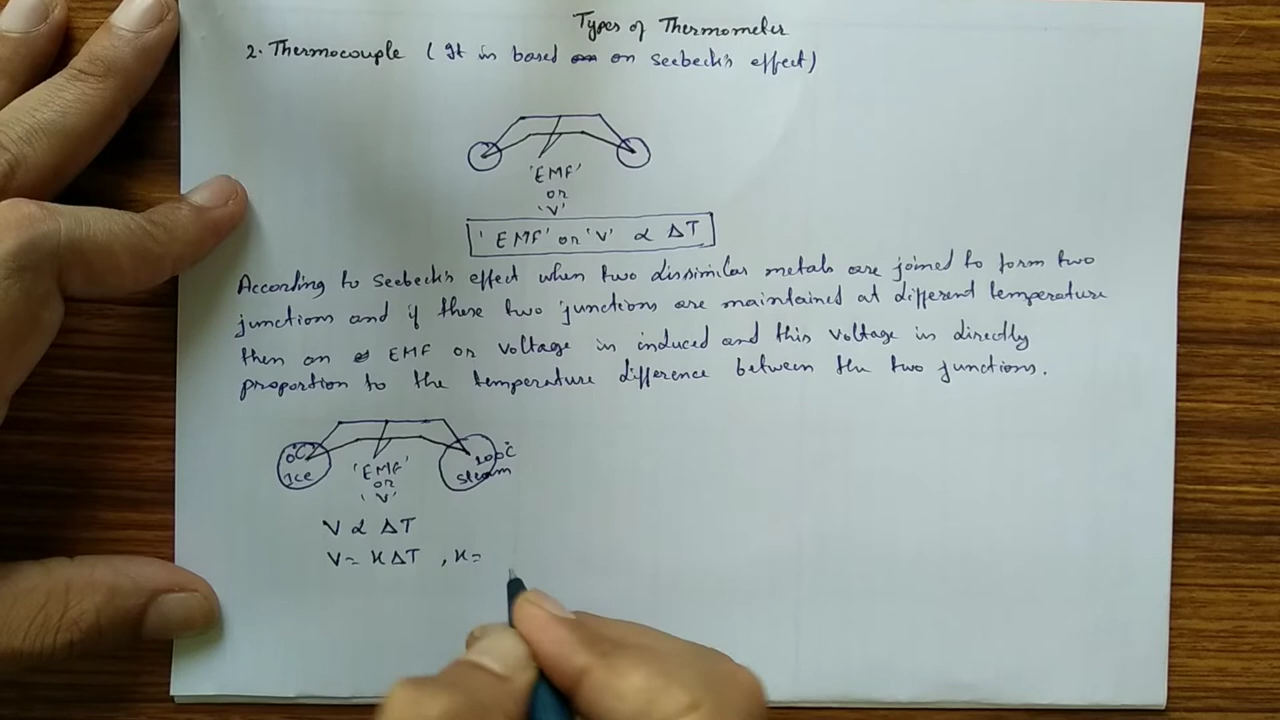 Types of Thermometer
2. Thermocouple (It is based on on seebeck's effect)
'EMF'
or
'V'
'EMF' or 'V' ∝ ΔT
According to seebeck's effect when two dissimilar metals are joined to form two
junctions and if these two junctions are maintained at different temperature
then an EMF or voltage is induced and this voltage is directly
proportion to the temperature difference between the two junctions.
0°C
Ice
'EMF'
or
'V'
100°C
Steam
V ∝ ΔT
V = KΔT , K =